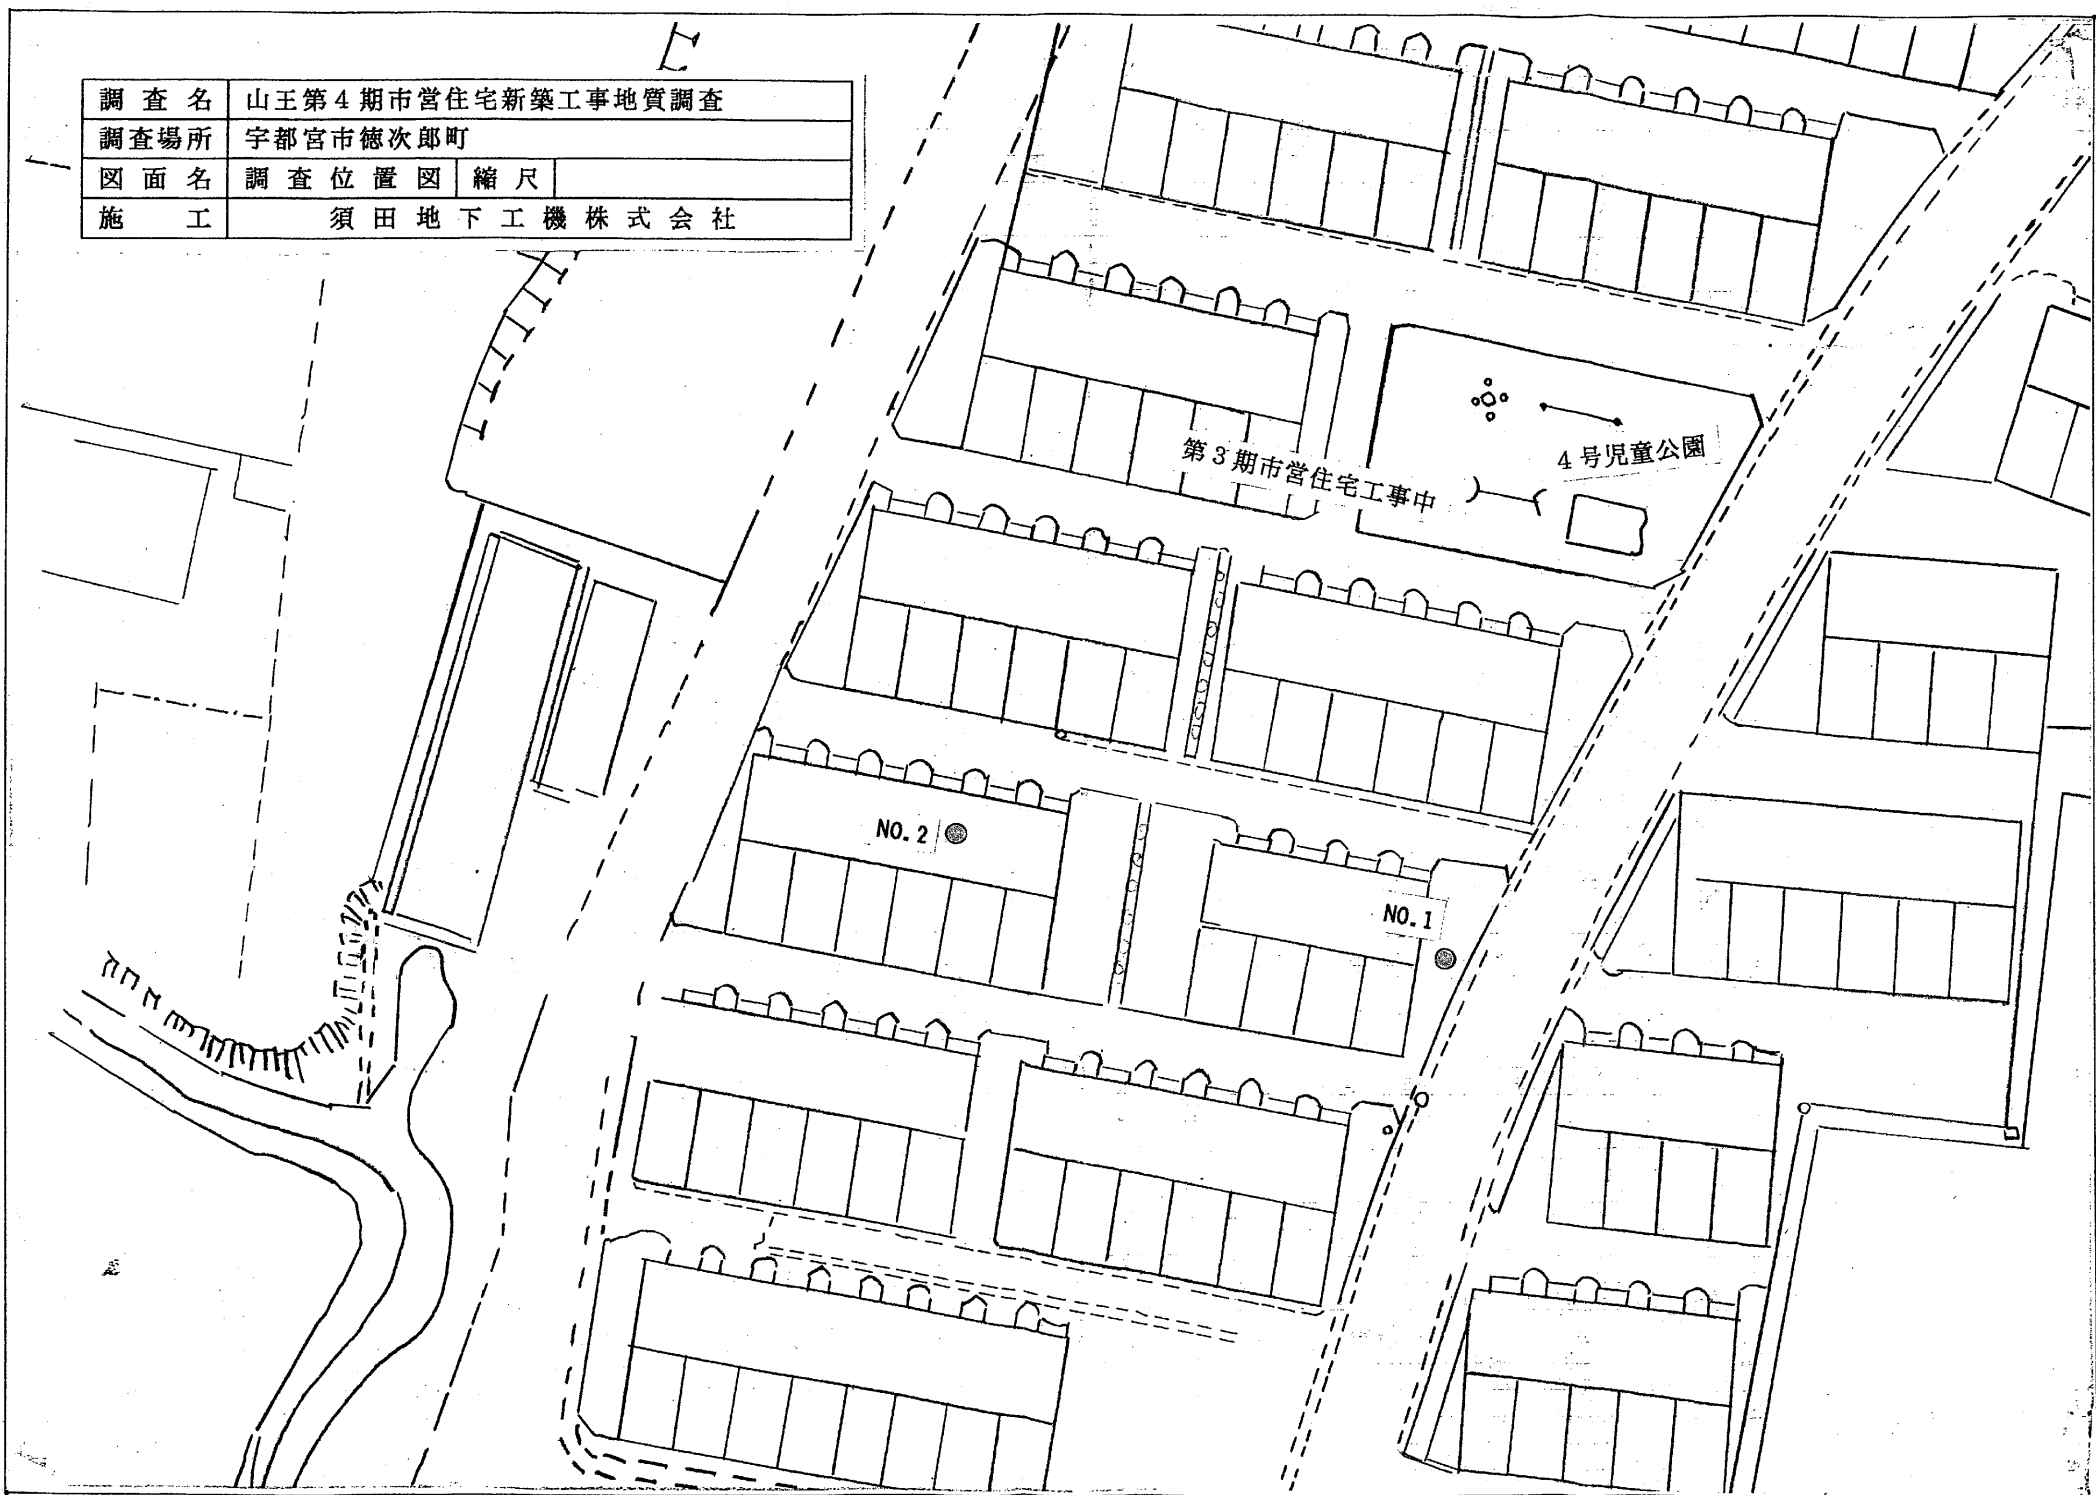 調査名 山王第4期市営住宅新築工事地質調査
調査場所 宇都宮市徳次郎町
図面名 調査位置図 縮尺
施工 須田地下工機株式会社
第3期市営住宅工事中
4号児童公園
NO.2
NO.1